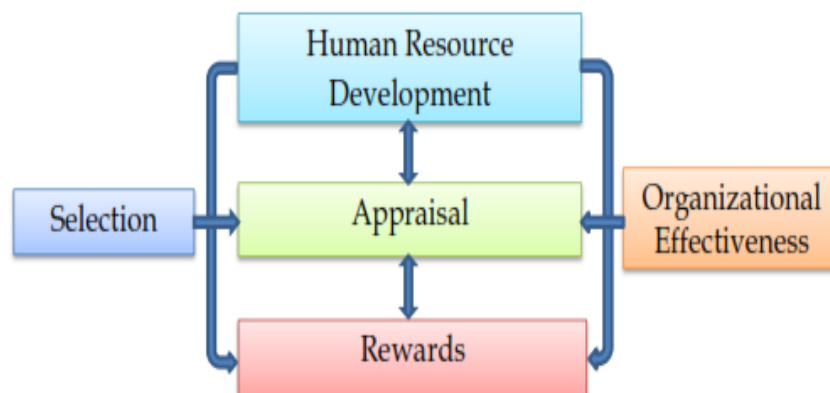 Human Resource
Development
Selection
Appraisal
Organizational
Effectiveness
Rewards